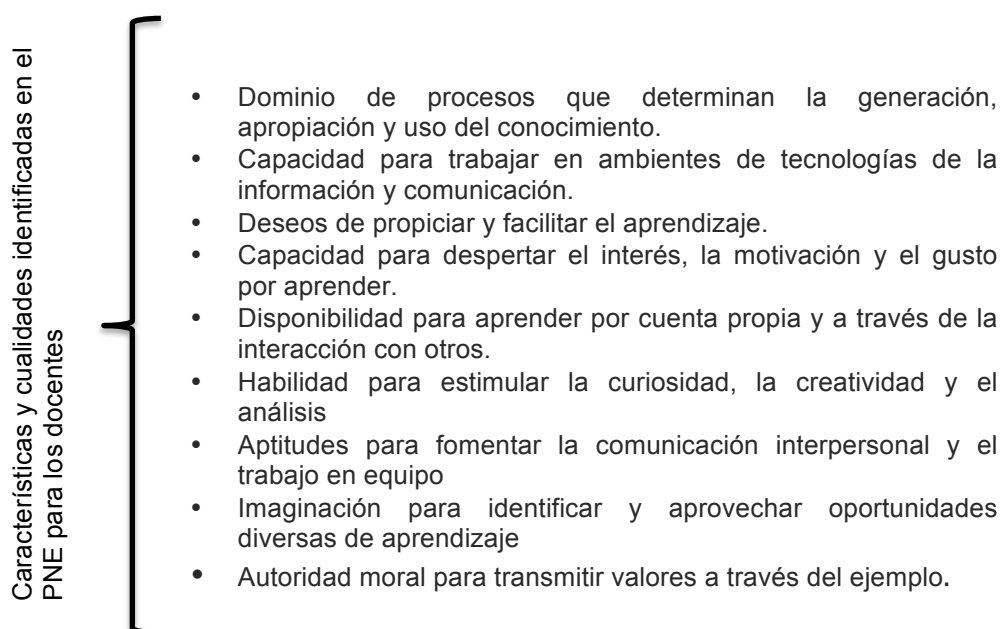 Características y cualidades identificadas en el
PNE para los docentes
• Dominio de procesos que determinan la generación,
apropiación y uso del conocimiento.
• Capacidad para trabajar en ambientes de tecnologías de la
información y comunicación.
• Deseos de propiciar y facilitar el aprendizaje.
• Capacidad para despertar el interés, la motivación y el gusto
por aprender.
• Disponibilidad para aprender por cuenta propia y a través de la
interacción con otros.
• Habilidad para estimular la curiosidad, la creatividad y el
análisis
• Aptitudes para fomentar la comunicación interpersonal y el
trabajo en equipo
• Imaginación para identificar y aprovechar oportunidades
diversas de aprendizaje
• Autoridad moral para transmitir valores a través del ejemplo.